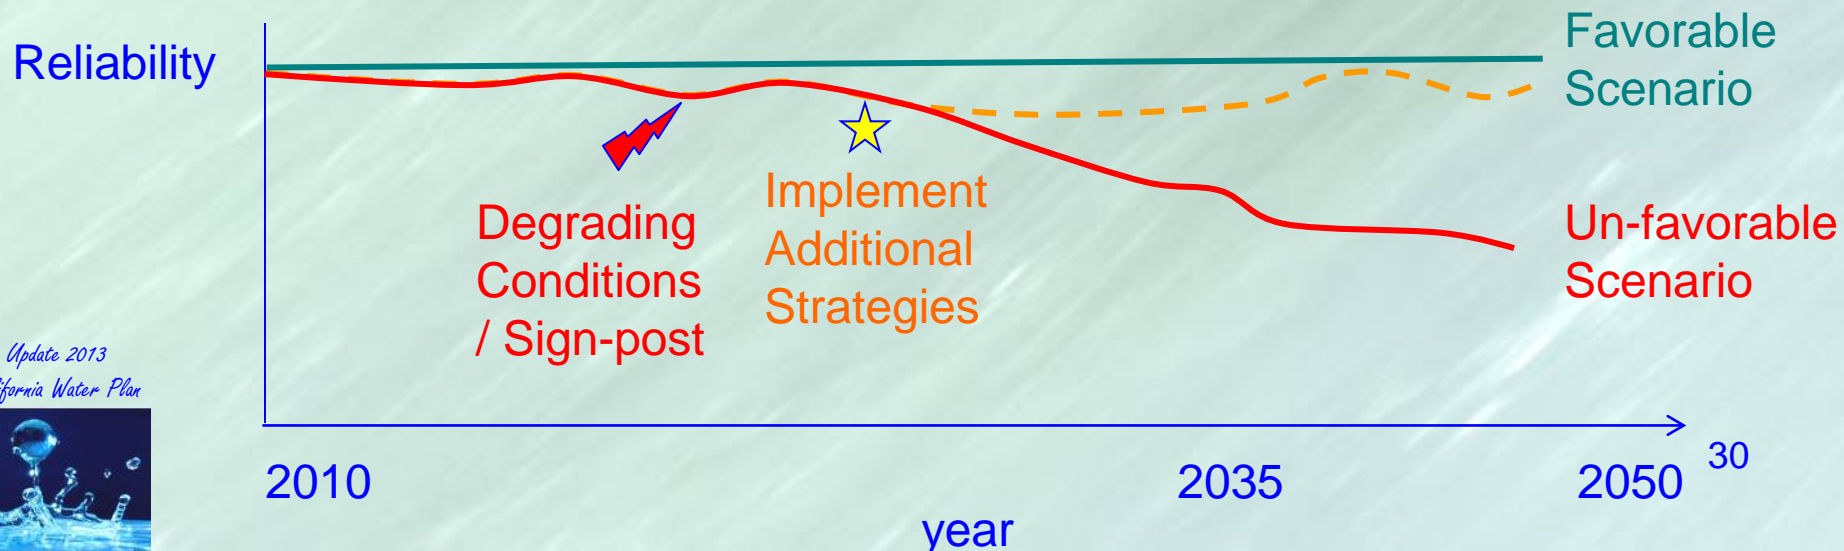 Reliability
Favorable
Scenario
Degrading
Conditions
/ Sign-post
Implement
Additional
Strategies
Un-favorable
Scenario
Update 2013
ifornia Water Plan
2010
2035
2050
30
year